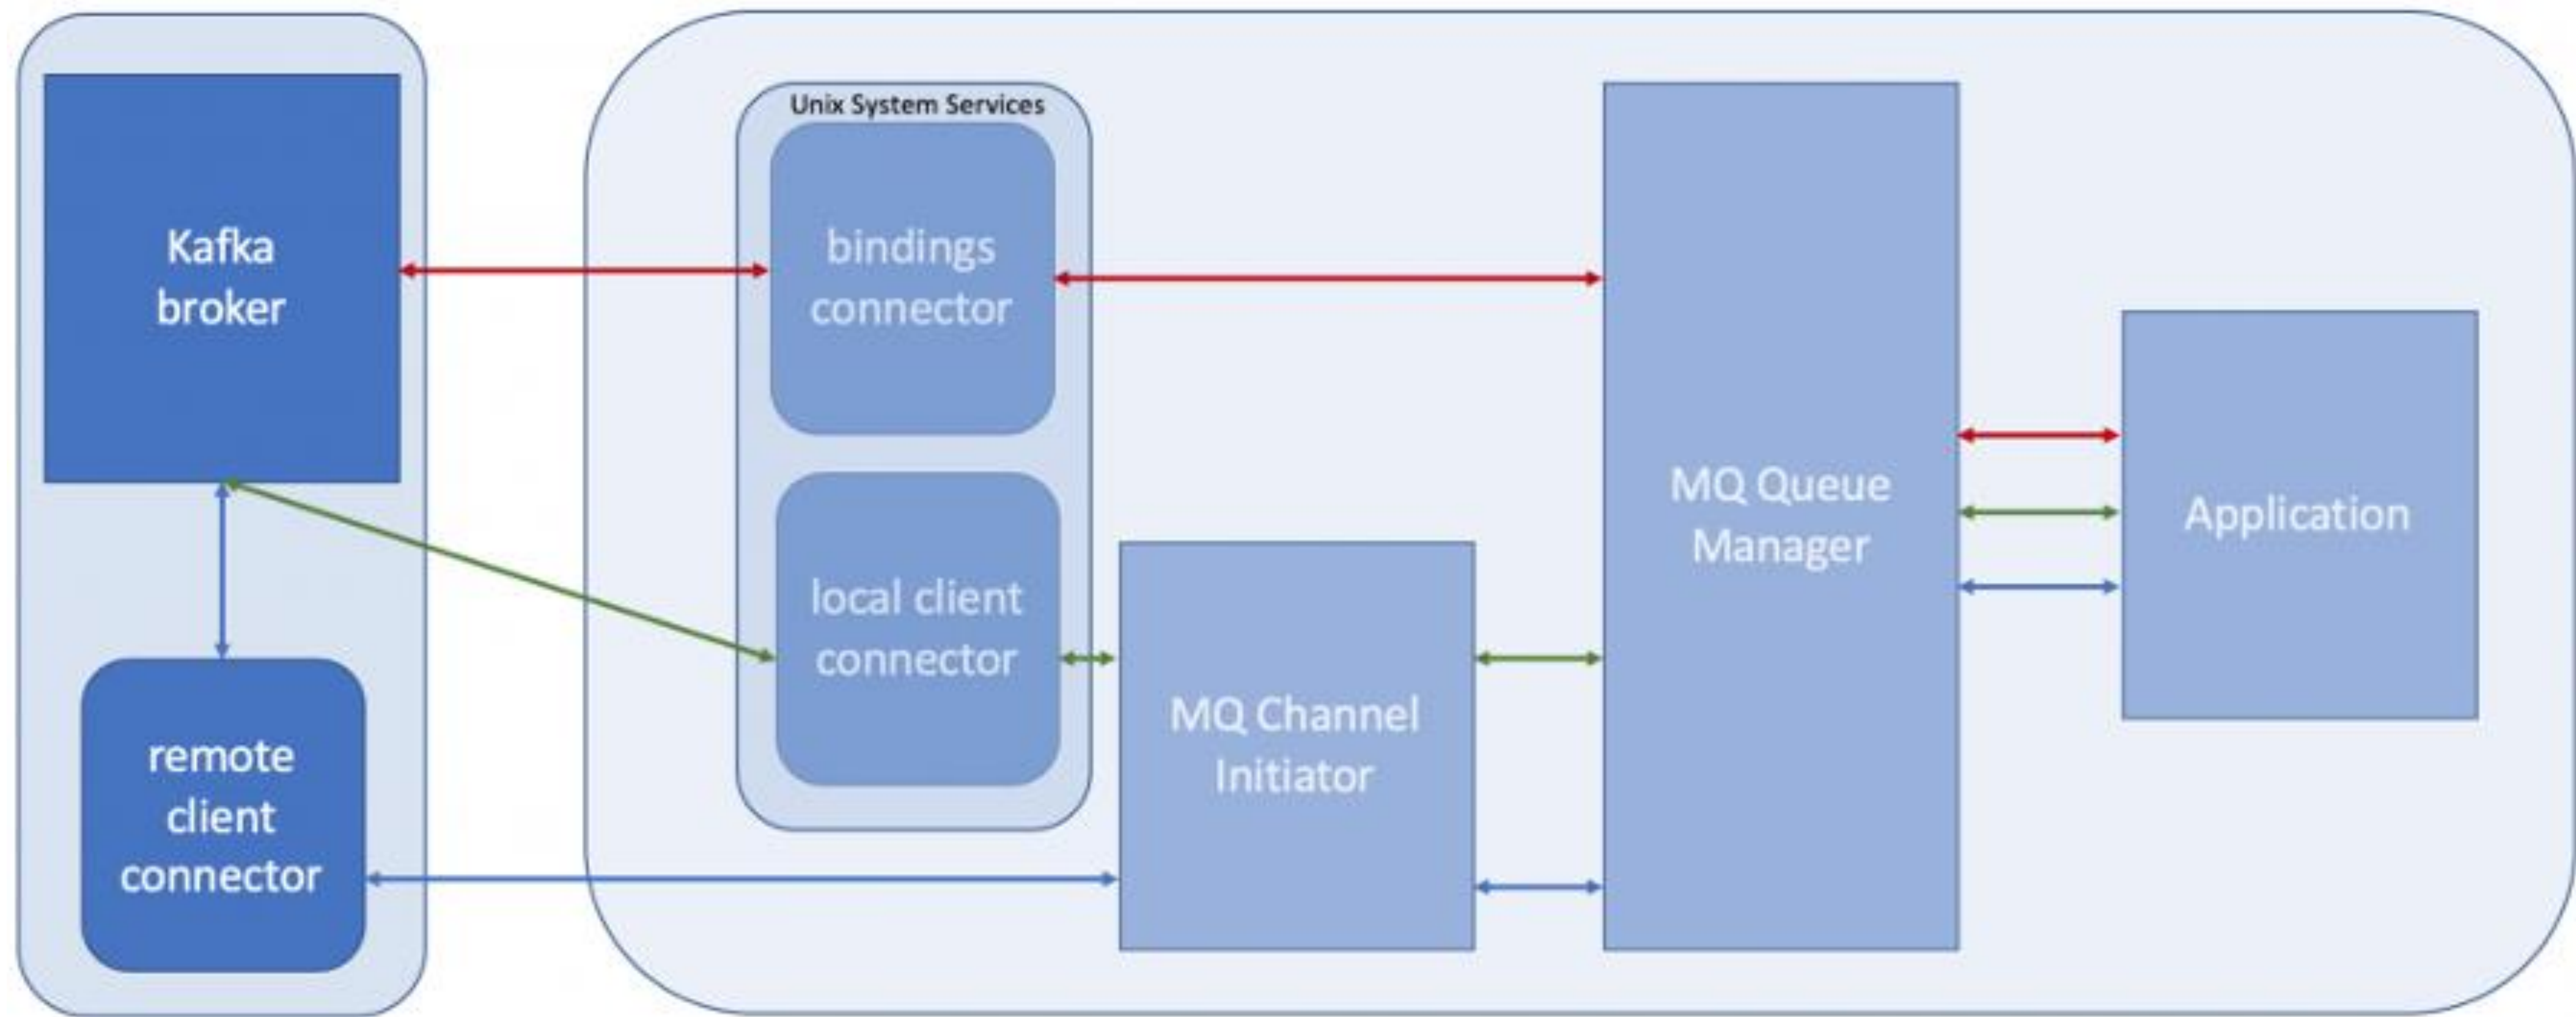 Kafka
broker
remote
client
connector
Unix System Services
bindings
connector
local client
connector
MQ Channel
Initiator
MQ Queue
Manager
Application